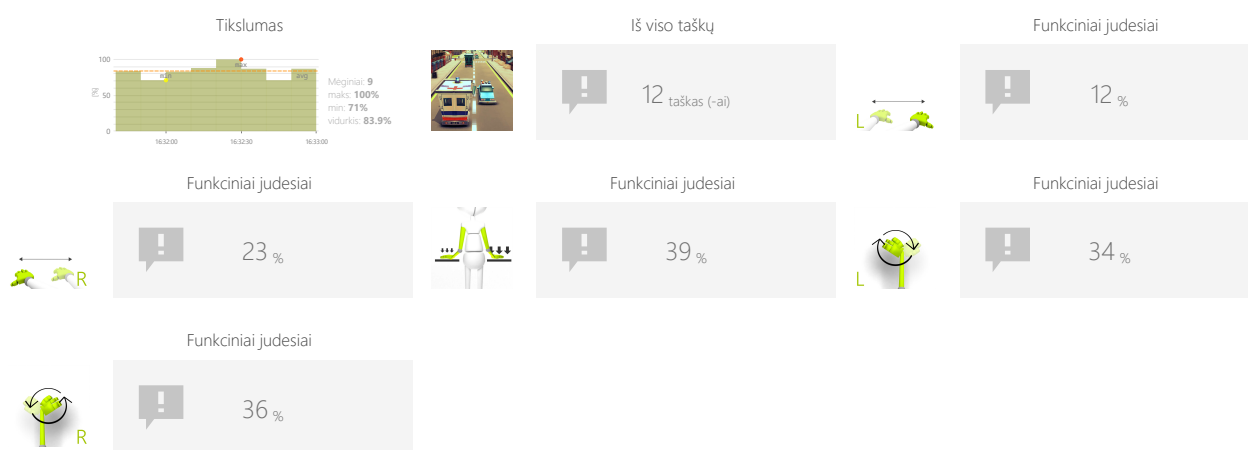 Tikslumas
100
50
0
[%]
min
max
avg
16:32:00
16:32:30
16:33:00
Mėginiai: 9
maks: 100%
min: 71%
vidurkis: 83.9%
Iš viso taškų
12 taškas (-ai)
Funkciniai judesiai
L
12 %
Funkciniai judesiai
R
23 %
Funkciniai judesiai
39 %
Funkciniai judesiai
L
34 %
Funkciniai judesiai
R
36 %